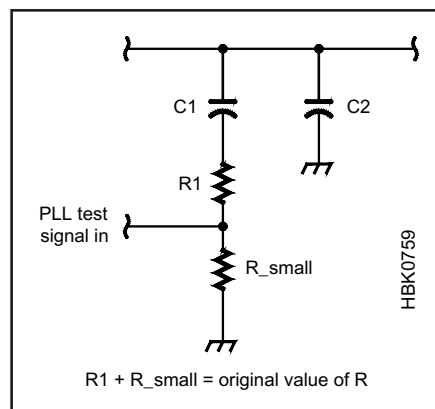 C1
C2
R1
PLL test
signal in
R_small
HBK0759
R1 + R_small = original value of R